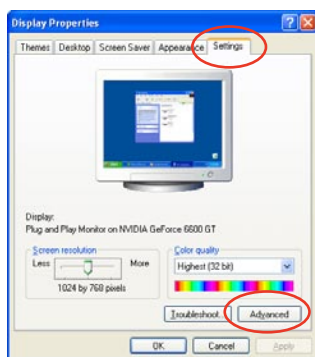 Display Properties
Themes Desktop Screen Saver Appearance Settings
Display:
Plug and Play Monitor on NVIDIA GeForce 6600 GT
Screen resolution
Less More
1024 by 768 pixels
Color quality
Highest (32 bit)
Troubleshoot... Advanced
OK Cancel Apply